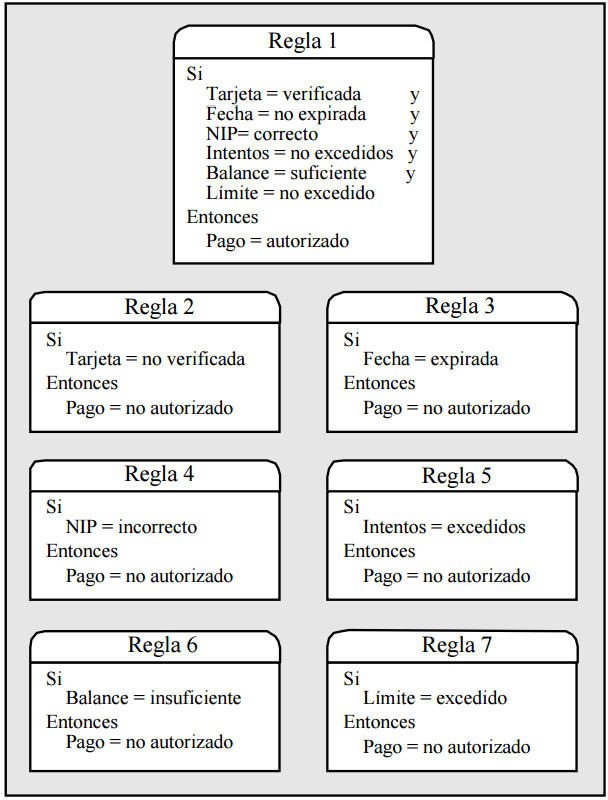 Regla 1
Si
Tarjeta = verificada y
Fecha = no expirada y
NIP= correcto y
Intentos = no excedidos y
Balance = suficiente y
Límite = no excedido
Entonces
Pago = autorizado
Regla 2
Si
Tarjeta = no verificada
Entonces
Pago = no autorizado
Regla 3
Si
Fecha = expirada
Entonces
Pago = no autorizado
Regla 4
Si
NIP = incorrecto
Entonces
Pago = no autorizado
Regla 5
Si
Intentos = excedidos
Entonces
Pago = no autorizado
Regla 6
Si
Balance = insuficiente
Entonces
Pago = no autorizado
Regla 7
Si
Límite = excedido
Entonces
Pago = no autorizado